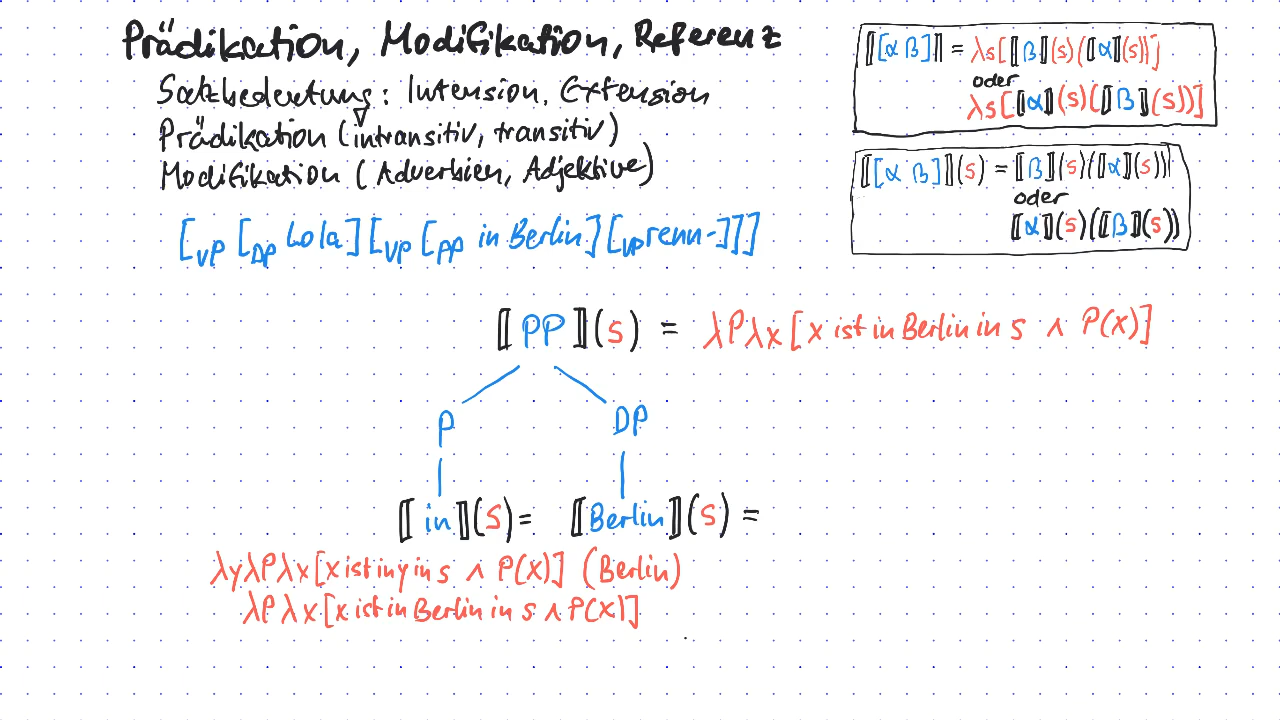 Prädikation, Modifikation, Referenz
Satzbedeutung: Intension, Extension
Prädikation (intransitiv, transitiv)
Modifikation (Adverbien, Adjektive)
⟦[α β]⟧ = λs[⟦β⟧(s)(⟦α⟧(s))]
oder
λs[⟦α⟧(s)(⟦β⟧(s))]
⟦[α β]⟧(s) = ⟦β⟧(s)(⟦α⟧(s))
oder
⟦α⟧(s)(⟦β⟧(s))
[VP [DP Lola] [VP [PP in Berlin] [VP renn-]]]
⟦PP⟧(s) = λPλx[x ist in Berlin in s ∧ P(x)]
P DP
⟦in⟧(s) = ⟦Berlin⟧(s) =
λyλPλx[x ist in y in s ∧ P(x)] (Berlin)
λPλx[x ist in Berlin in s ∧ P(x)]